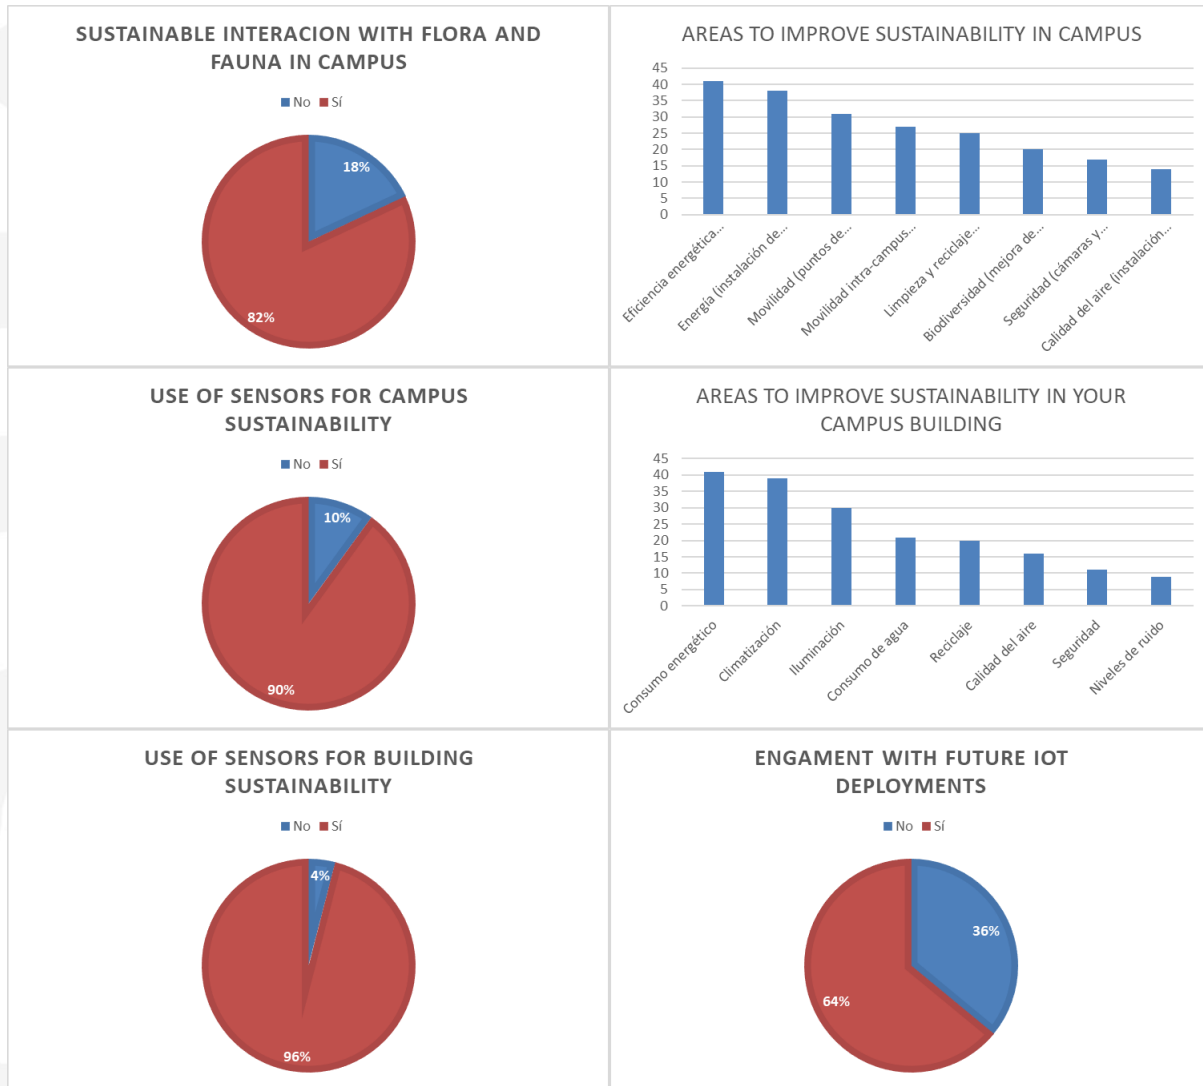 SUSTAINABLE INTERACION WITH FLORA AND
FAUNA IN CAMPUS
No Sí
18%
82%
AREAS TO IMPROVE SUSTAINABILITY IN CAMPUS
45
40
35
30
25
20
15
10
5
0
Eficiencia energética...
Energía (instalación de...
Movilidad (puntos de...
Movilidad intra-campus...
Limpieza y reciclaje...
Biodiversidad (mejora de...
Seguridad (cámaras y...
Calidad del aire (instalación...
USE OF SENSORS FOR CAMPUS
SUSTAINABILITY
No Sí
10%
90%
AREAS TO IMPROVE SUSTAINABILITY IN YOUR
CAMPUS BUILDING
45
40
35
30
25
20
15
10
5
0
Consumo energético
Climatización
Iluminación
Consumo de agua
Reciclaje
Calidad del aire
Seguridad
Niveles de ruido
USE OF SENSORS FOR BUILDING
SUSTAINABILITY
No Sí
4%
96%
ENGAMENT WITH FUTURE IOT
DEPLOYMENTS
No Sí
36%
64%